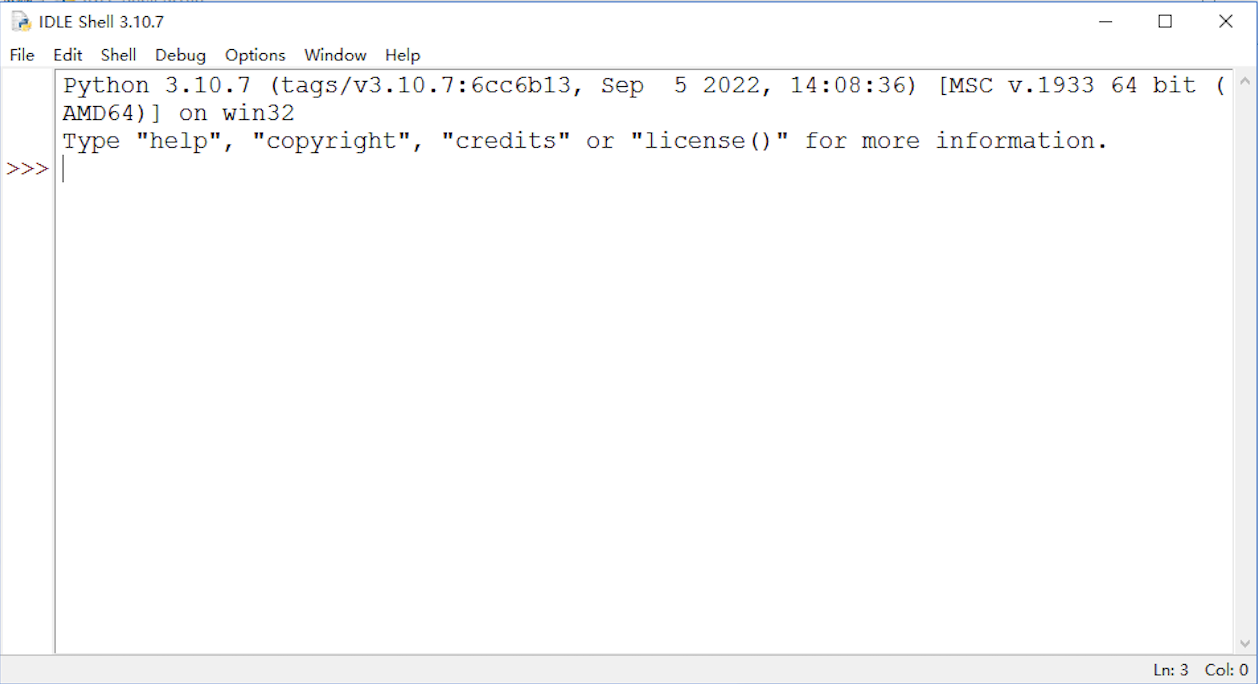 IDLE Shell 3.10.7
File Edit Shell Debug Options Window Help
Python 3.10.7 (tags/v3.10.7:6cc6b13, Sep  5 2022, 14:08:36) [MSC v.1933 64 bit (
AMD64)] on win32
Type "help", "copyright", "credits" or "license()" for more information.
>>>
Ln: 3 Col: 0